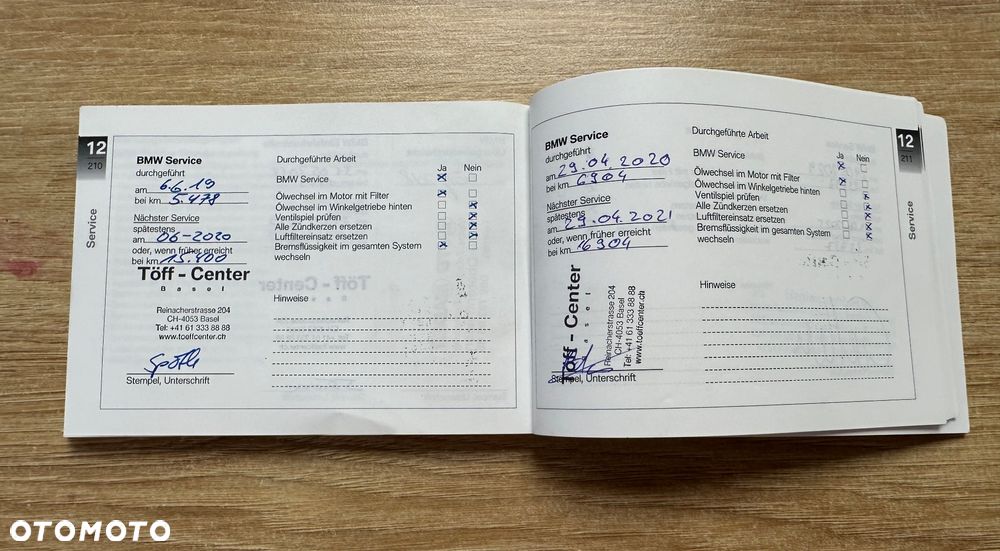 12
210
Service
BMW Service
durchgeführt
am 6.6.19
bei km 5.478
Nächster Service
spätestens
am 06-2020
oder, wenn früher erreicht
bei km 15.400
Töff - Center
Basel
Reinacherstrasse 204
CH-4053 Basel
Tel: +41 61 333 88 88
www.toeffcenter.ch
Stempel, Unterschrift
Durchgeführte Arbeit
Ja Nein
BMW Service
Ölwechsel im Motor mit Filter
Ölwechsel im Winkelgetriebe hinten
Ventilspiel prüfen
Alle Zündkerzen ersetzen
Luftfiltereinsatz ersetzen
Bremsflüssigkeit im gesamten System
wechseln
Hinweise
BMW Service
durchgeführt
am 29.04.2020
bei km 6904
Nächster Service
spätestens
am 29.04.2021
oder, wenn früher erreicht
bei km 6904
Töff - Center
Basel
Reinacherstrasse 204
CH-4053 Basel
Tel: +41 61 333 88 88
www.toeffcenter.ch
Stempel, Unterschrift
Durchgeführte Arbeit
Ja Nein
BMW Service
Ölwechsel im Motor mit Filter
Ölwechsel im Winkelgetriebe hinten
Ventilspiel prüfen
Alle Zündkerzen ersetzen
Luftfiltereinsatz ersetzen
Bremsflüssigkeit im gesamten System
wechseln
Hinweise
12
211
Service
OTOMOTO